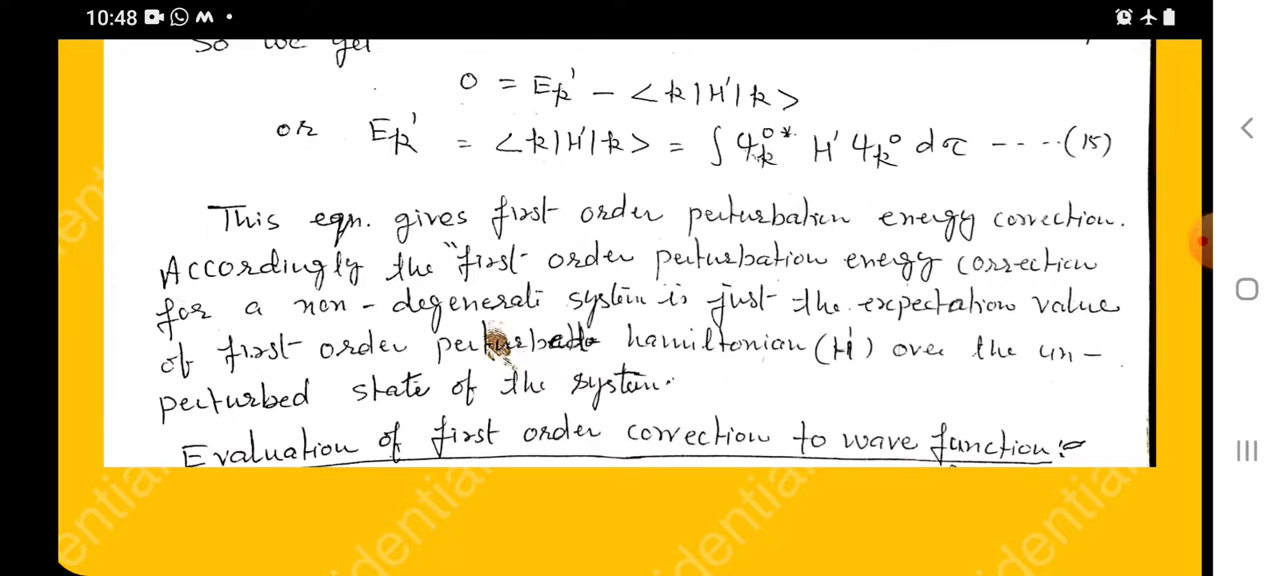 10:48
So we get
0 = Ek' - <k|H'|k>
or Ek' = <k|H'|k> = ∫ψk⁰* H' ψk⁰ dτ ----(15)
This eqn. gives first order perturbation energy correction.
Accordingly the "first order perturbation energy correction
for a non-degenerate system is just the expectation value
of first order perturbed hamiltonian (H') over the un-
perturbed state of the system.
Evaluation of first order correction to wave function:-